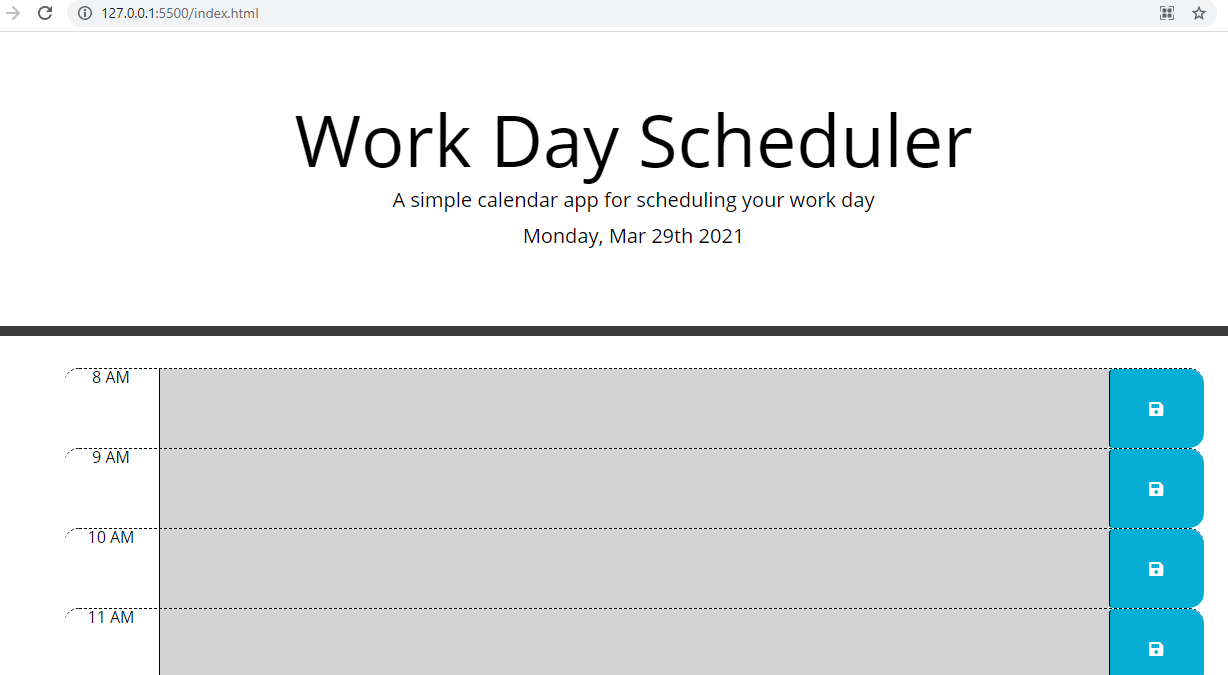 127.0.0.1:5500/index.html
Work Day Scheduler
A simple calendar app for scheduling your work day
Monday, Mar 29th 2021
8 AM
9 AM
10 AM
11 AM